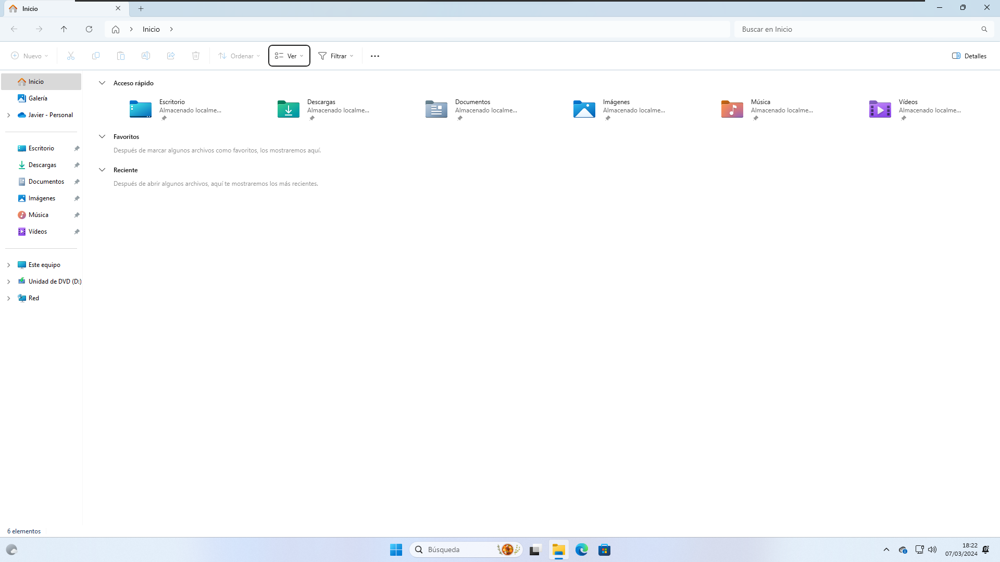 Inicio
Inicio
Buscar en Inicio
Nuevo
Ordenar
Ver
Filtrar
Detalles
Inicio
Galería
Javier - Personal
Escritorio
Descargas
Documentos
Imágenes
Música
Vídeos
Este equipo
Unidad de DVD (D:)
Red
Acceso rápido
Escritorio
Almacenado localme...
Descargas
Almacenado localme...
Documentos
Almacenado localme...
Imágenes
Almacenado localme...
Música
Almacenado localme...
Vídeos
Almacenado localme...
Favoritos
Después de marcar algunos archivos como favoritos, los mostraremos aquí.
Reciente
Después de abrir algunos archivos, aquí te mostraremos los más recientes.
6 elementos
Búsqueda
18:22
07/03/2024